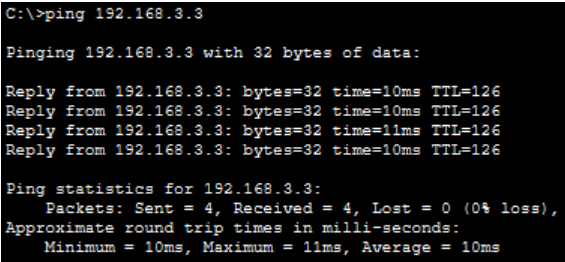 C:\>ping 192.168.3.3
Pinging 192.168.3.3 with 32 bytes of data:
Reply from 192.168.3.3: bytes=32 time=10ms TTL=126
Reply from 192.168.3.3: bytes=32 time=10ms TTL=126
Reply from 192.168.3.3: bytes=32 time=11ms TTL=126
Reply from 192.168.3.3: bytes=32 time=10ms TTL=126
Ping statistics for 192.168.3.3:
Packets: Sent = 4, Received = 4, Lost = 0 (0% loss),
Approximate round trip times in milli-seconds:
Minimum = 10ms, Maximum = 11ms, Average = 10ms